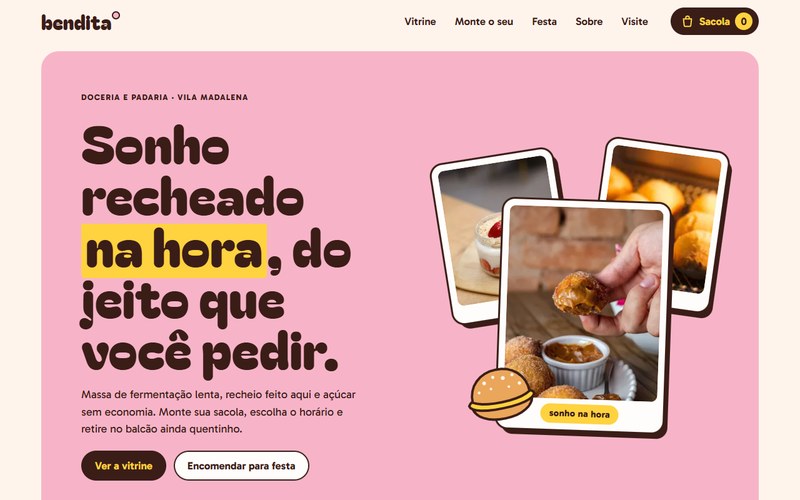 bendita
Vitrine Monte o seu Festa Sobre Visite Sacola 0
DOCERIA E PADARIA · VILA MADALENA
Sonho
recheado
na hora, do
jeito que
você pedir.
Massa de fermentação lenta, recheio feito aqui e açúcar
sem economia. Monte sua sacola, escolha o horário e
retire no balcão ainda quentinho.
Ver a vitrine Encomendar para festa
sonho na hora